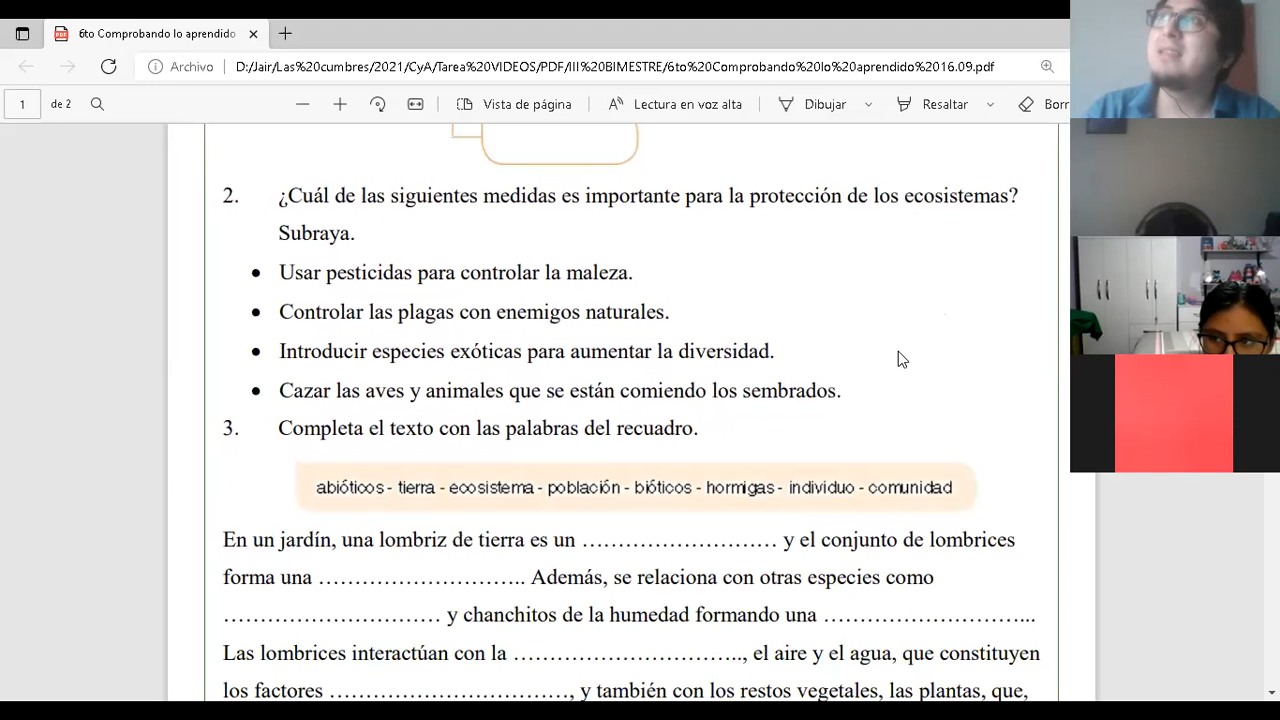 6to Comprobando lo aprendido
Archivo D:/Jair/Las%20cumbres/2021/CyA/Tarea%20VIDEOS/PDF/III%20BIMESTRE/6to%20Comprobando%20lo%20aprendido%2016.09.pdf
1 de 2 Vista de página Lectura en voz alta Dibujar Resaltar Borr
2. ¿Cuál de las siguientes medidas es importante para la protección de los ecosistemas?
Subraya.
• Usar pesticidas para controlar la maleza.
• Controlar las plagas con enemigos naturales.
• Introducir especies exóticas para aumentar la diversidad.
• Cazar las aves y animales que se están comiendo los sembrados.
3. Completa el texto con las palabras del recuadro.
abióticos - tierra - ecosistema - población - bióticos - hormigas - individuo - comunidad
En un jardín, una lombriz de tierra es un ……………………… y el conjunto de lombrices
forma una ……………………….. Además, se relaciona con otras especies como
………………………… y chanchitos de la humedad formando una ………………………...
Las lombrices interactúan con la ………………………….., el aire y el agua, que constituyen
los factores ……………………………, y también con los restos vegetales, las plantas, que,